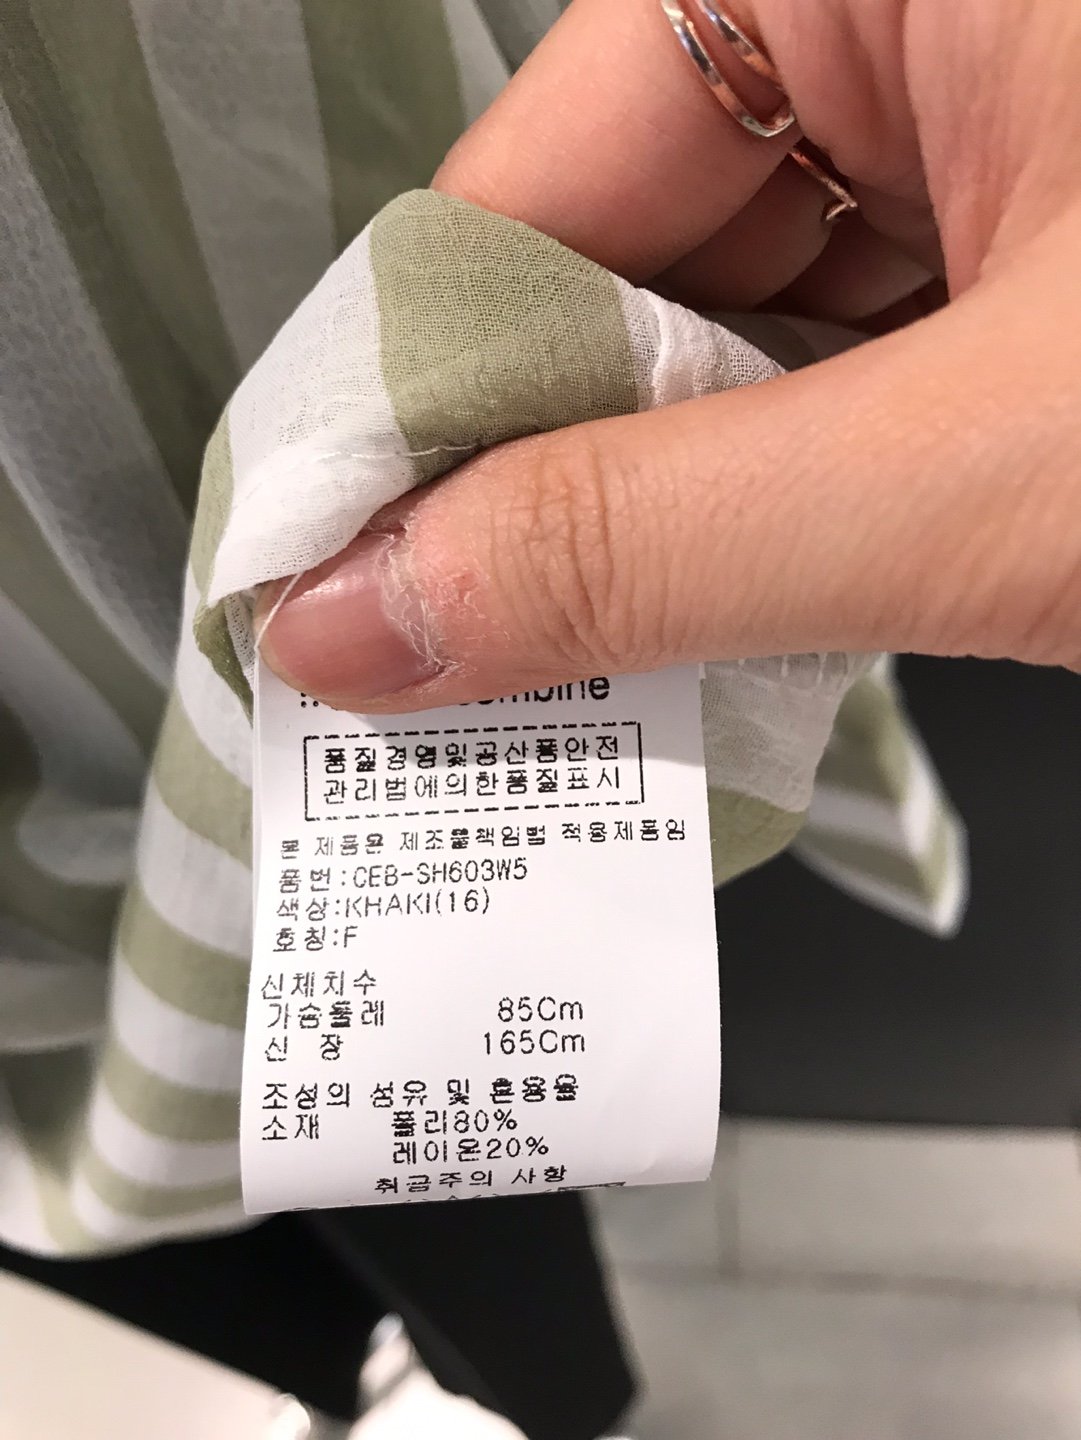 품질경영및공산품안전
관리법에의한품질표시
본 제품은 제조물책임법 적용제품임
품번:CEB-SH603W5
색상:KHAKI(16)
호칭:F
신체치수
가슴둘레 85Cm
신 장 165Cm
조성의 섬유 및 혼용율
소재 폴리80%
레이온20%
취급주의 사항